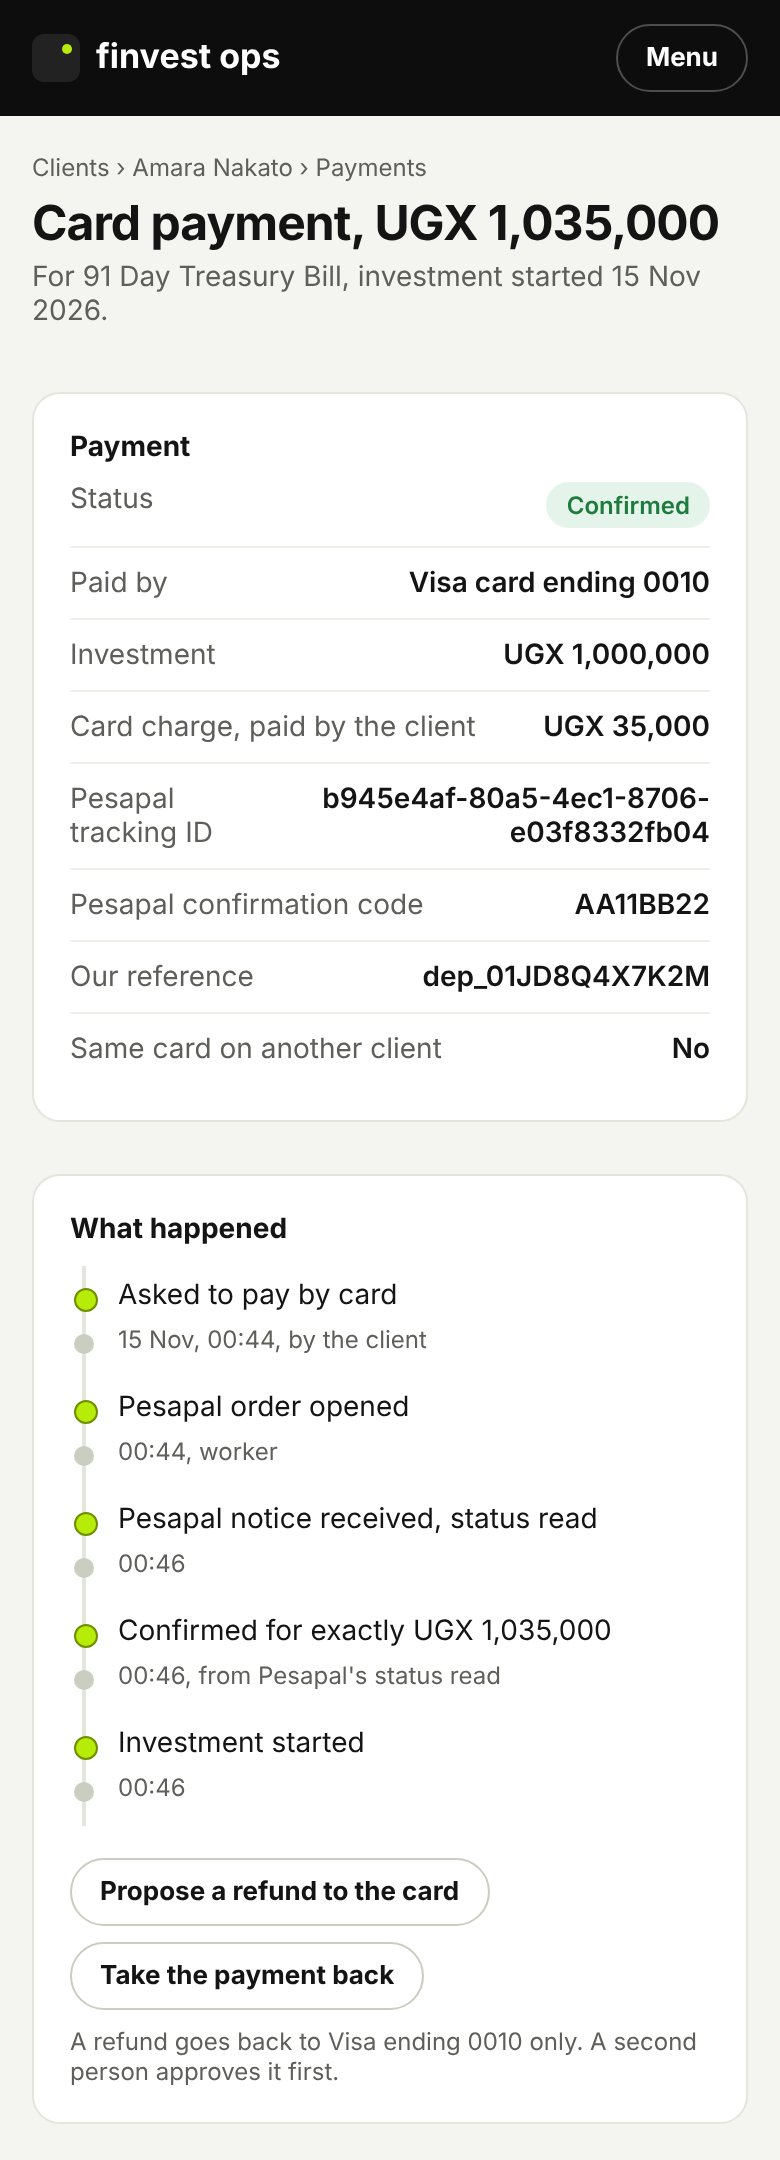 finvest ops
Menu
Clients › Amara Nakato › Payments
Card payment, UGX 1,035,000
For 91 Day Treasury Bill, investment started 15 Nov
2026.
Payment
Status
Confirmed
Paid by
Visa card ending 0010
Investment
UGX 1,000,000
Card charge, paid by the client
UGX 35,000
Pesapal
tracking ID
b945e4af-80a5-4ec1-8706-
e03f8332fb04
Pesapal confirmation code
AA11BB22
Our reference
dep_01JD8Q4X7K2M
Same card on another client
No
What happened
Asked to pay by card
15 Nov, 00:44, by the client
Pesapal order opened
00:44, worker
Pesapal notice received, status read
00:46
Confirmed for exactly UGX 1,035,000
00:46, from Pesapal's status read
Investment started
00:46
Propose a refund to the card
Take the payment back
A refund goes back to Visa ending 0010 only. A second
person approves it first.